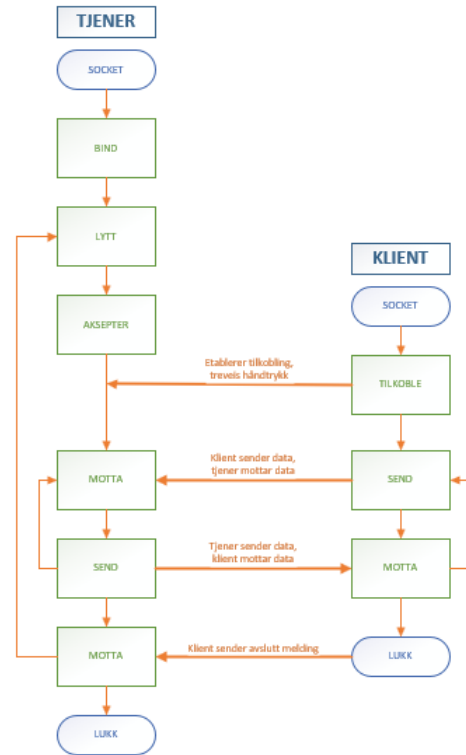 TJENER
SOCKET
BIND
LYTT
KLIENT
SOCKET
AKSEPTER
Etablerer tilkobling,
treveis håndtrykk
TILKOBLE
Klient sender data,
tjener mottar data
MOTTA
SEND
Tjener sender data,
klient mottar data
SEND
MOTTA
Klient sender avslutt melding
MOTTA
LUKK
LUKK